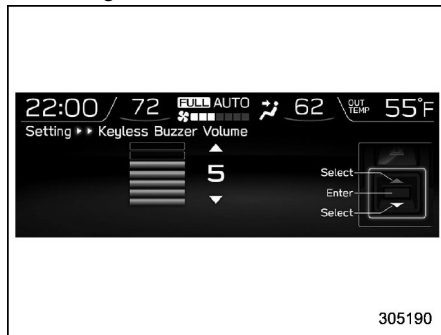 22:00 72 FULL AUTO 62 OUT TEMP 55°F
Setting ▸▸ Keyless Buzzer Volume
5
Select
Enter
Select
305190